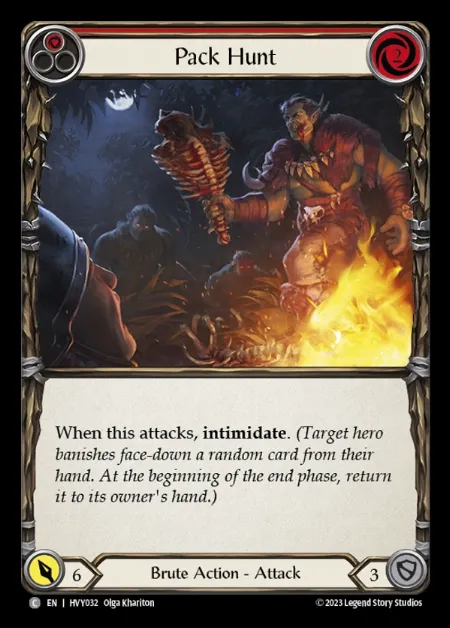 Pack Hunt
2
When this attacks, intimidate. (Target hero
banishes face-down a random card from their
hand. At the beginning of the end phase, return
it to its owner's hand.)
6
Brute Action - Attack
3
C EN | HVY032 Olga Khariton
© 2023 Legend Story Studios